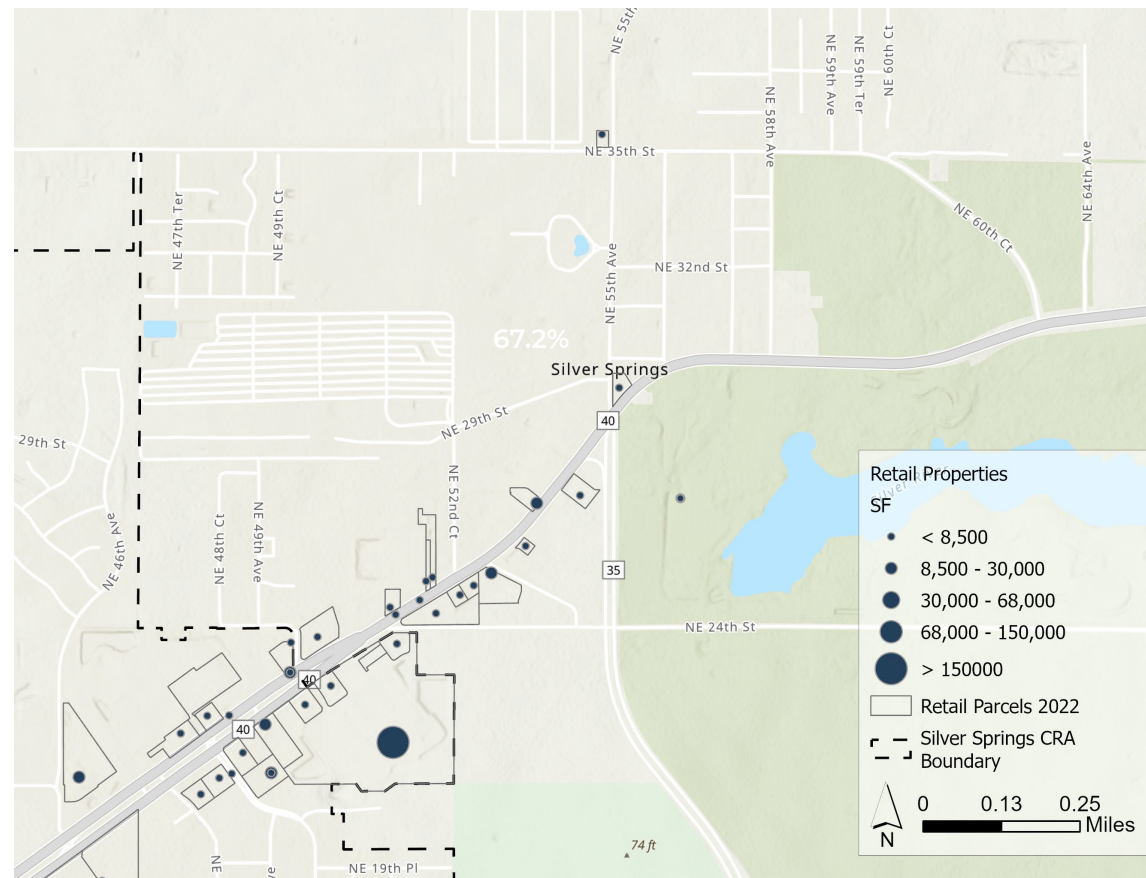 NE 55th
NE 59th Ave
NE 59th Ter
NE 60th Ct
NE 58th Ave
NE 35th St
NE 64th Ave
NE 47th Ter
NE 49th Ct
NE 60th Ct
NE 55th Ave
NE 32nd St
67.2%
Silver Springs
40
NE 29th St
29th St
NE 52nd Ct
NE 46th Ave
NE 48th Ct
NE 49th Ave
35
NE 24th St
40
40
74 ft
NE 19th Pl
NE
Retail Properties
SF
< 8,500
8,500 - 30,000
30,000 - 68,000
68,000 - 150,000
> 150000
Retail Parcels 2022
Silver Springs CRA
Boundary
0 0.13 0.25
Miles
N